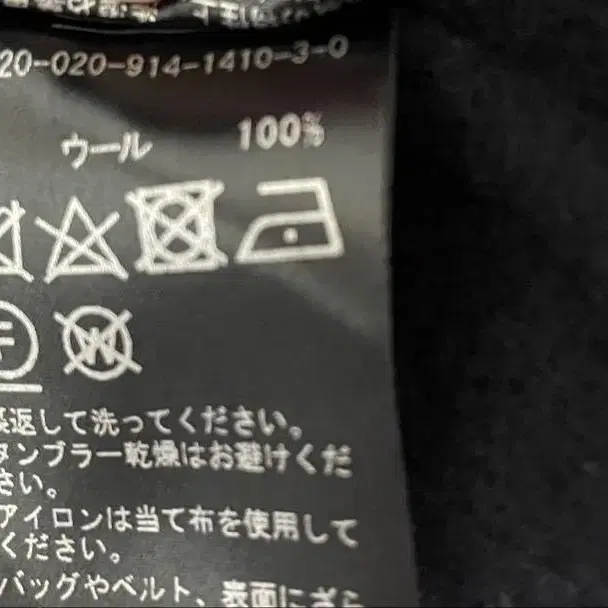 20-020-914-1410-3-0
ウール 100%
F
W
返して洗ってください。
ンブラー乾燥はお避けくだ
さい。
アイロンは当て布を使用して
ください。
バッグやベルト、表面にざら